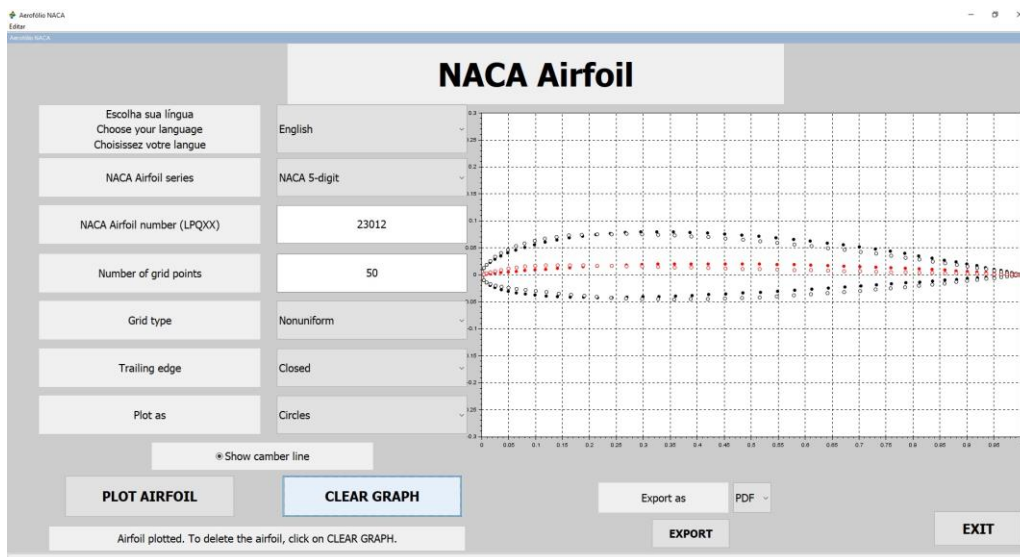 Aerofólio NACA
Editar
Aerofólio NACA
NACA Airfoil
Escolha sua língua
Choose your language
Choisissez votre langue
English
NACA Airfoil series
NACA 5-digit
NACA Airfoil number (LPQXX)
23012
Number of grid points
50
Grid type
Nonuniform
Trailing edge
Closed
Plot as
Circles
Show camber line
PLOT AIRFOIL
CLEAR GRAPH
Airfoil plotted. To delete the airfoil, click on CLEAR GRAPH.
0.3
0.25
0.2
0.15
0.1
0.05
0
0.05
-0.1
0.15
-0.2
0.25
-0.3
0 0.05 0.1 0.15 0.2 0.25 0.3 0.35 0.4 0.45 0.5 0.55 0.6 0.65 0.7 0.75 0.8 0.85 0.9 0.95
Export as
PDF
EXPORT
EXIT